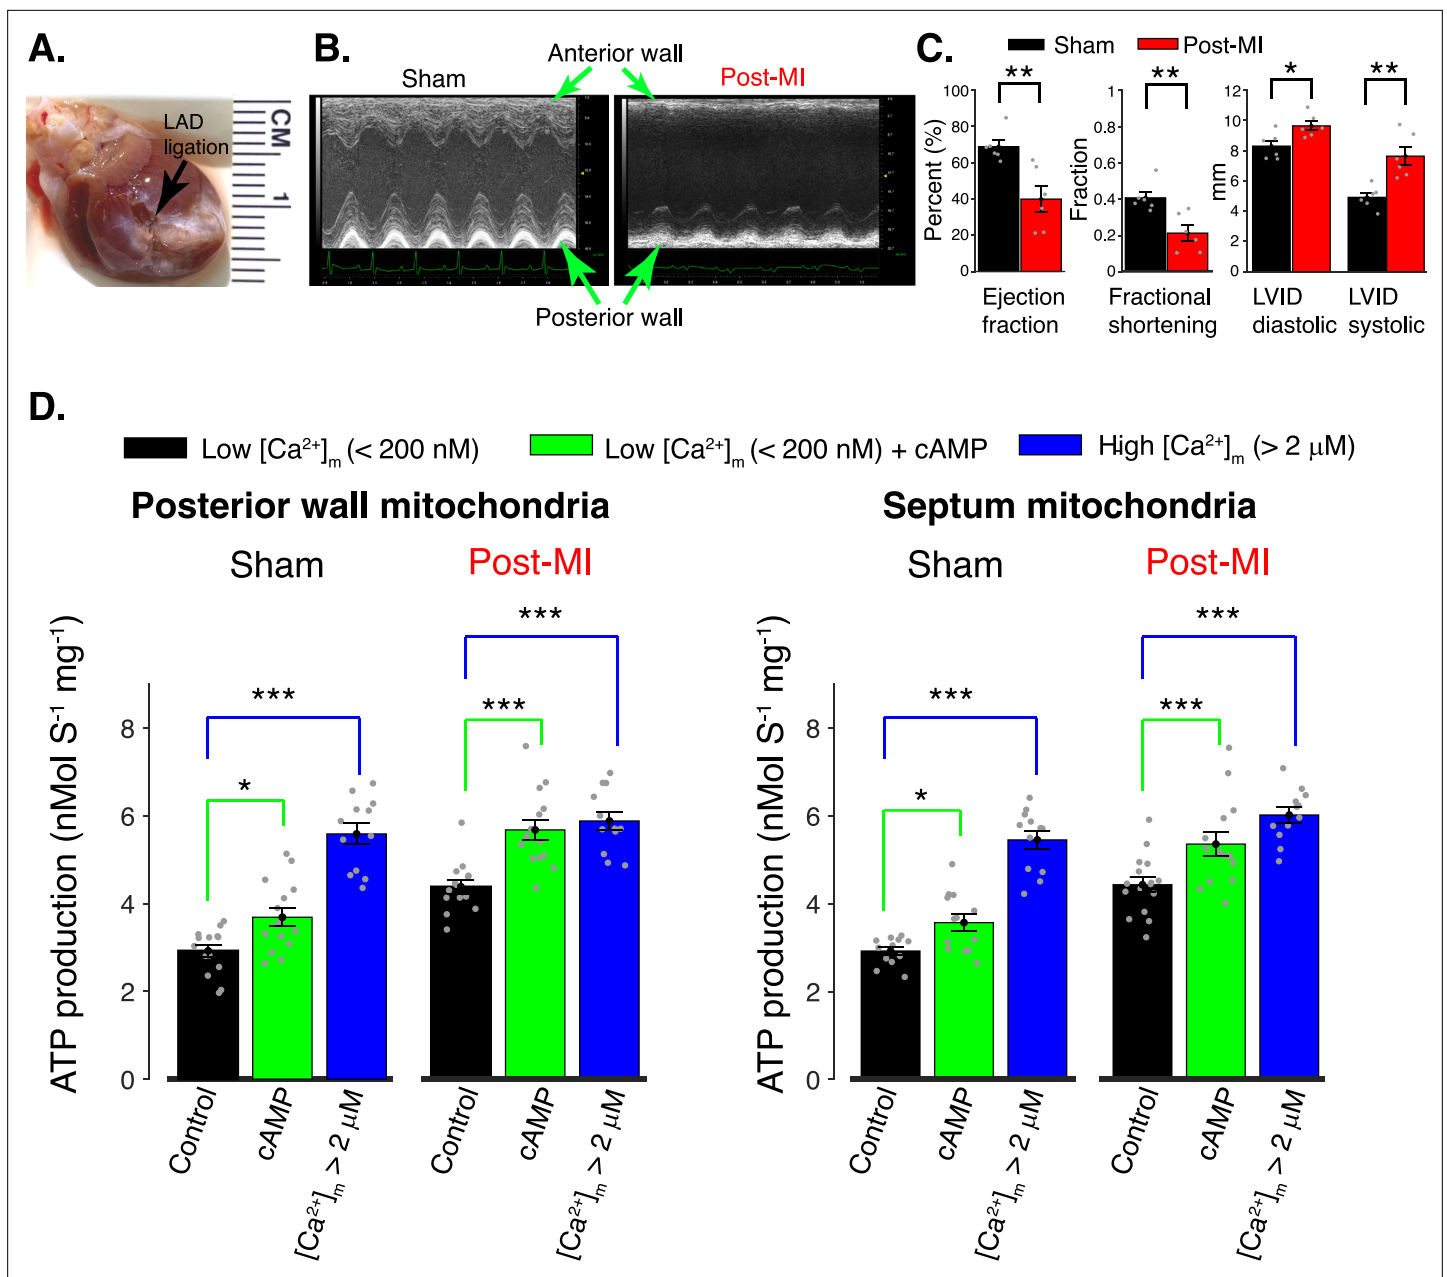 A.
LAD
ligation
CM
1
B.
Anterior wall
Sham
Post-MI
Posterior wall
C.
Sham
Post-MI
**
**
*
**
Percent (%)
100
80
60
40
20
0
Ejection
fraction
Fraction
1
0.8
0.6
0.4
0.2
0
Fractional
shortening
mm
12
10
8
6
4
2
0
LVID
diastolic
LVID
systolic
D.
Low [Ca²⁺]ₘ (< 200 nM)
Low [Ca²⁺]ₘ (< 200 nM) + cAMP
High [Ca²⁺]ₘ (> 2 μM)
Posterior wall mitochondria
Sham
Post-MI
ATP production (nMol S⁻¹ mg⁻¹)
8
6
4
2
0
***
*
***
***
Control
cAMP
[Ca²⁺]ₘ > 2 μM
Control
cAMP
[Ca²⁺]ₘ > 2 μM
Septum mitochondria
Sham
Post-MI
ATP production (nMol S⁻¹ mg⁻¹)
8
6
4
2
0
***
*
***
***
Control
cAMP
[Ca²⁺]ₘ > 2 μM
Control
cAMP
[Ca²⁺]ₘ > 2 μM